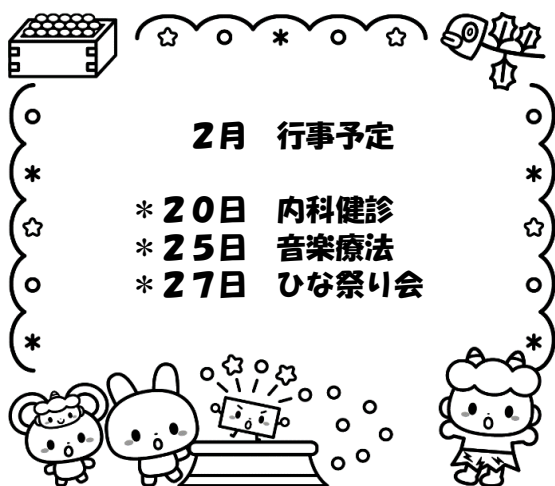 ２月　行事予定
＊２０日　内科健診
＊２５日　音楽療法
＊２７日　ひな祭り会